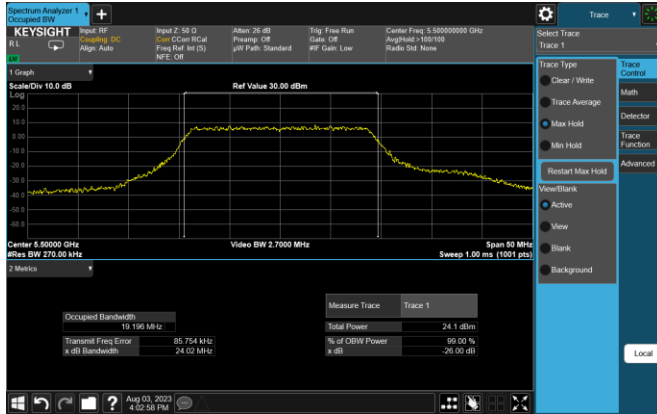 Spectrum Analyzer 1
Occupied BW
+
Trace
KEYSIGHT
Input: RF
Input Z: 50 Ω
Atten: 26 dB
Trig: Free Run
Center Freq: 5.500000000 GHz
RL
Coupling: DC
Corr CCorr RCal
Preamp: Off
Gate: Off
Avg|Hold:>100/100
Align: Auto
Freq Ref: Int (S)
µW Path: Standard
#IF Gain: Low
Radio Std: None
NFE: Off
Select Trace
Trace 1
1 Graph
Scale/Div 10.0 dB
Ref Value 30.00 dBm
Log
20.0
10.0
0.00
-10.0
-20.0
-30.0
-40.0
-50.0
-60.0
Center 5.50000 GHz
Video BW 2.7000 MHz
Span 50 MHz
#Res BW 270.00 kHz
Sweep 1.00 ms (1001 pts)
2 Metrics
Measure Trace
Trace 1
Occupied Bandwidth
19.196 MHz
Total Power
24.1 dBm
Transmit Freq Error
85.754 kHz
% of OBW Power
99.00 %
x dB Bandwidth
24.02 MHz
x dB
-26.00 dB
Trace Type
Clear / Write
Trace Average
Max Hold
Min Hold
Restart Max Hold
View/Blank
Active
View
Blank
Background
Trace
Control
Math
Detector
Trace
Function
Advanced
Local
?
Aug 03, 2023
4:02:58 PM